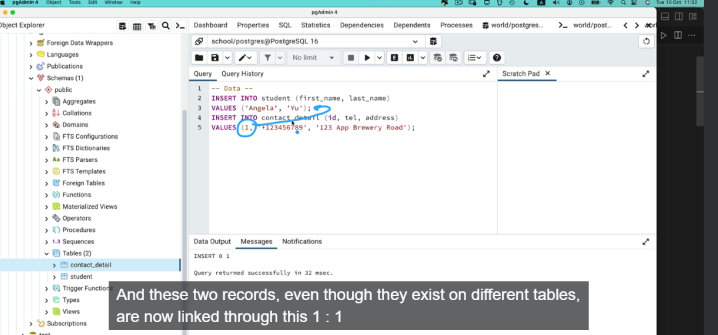 pgAdmin 4 Object Tools Edit Window Help
Tue 10 Oct 11:32
pgAdmin 4
Object Explorer
Dashboard Properties SQL Statistics Dependencies Dependents Processes world/postgres... world/post...
school/postgres@PostgreSQL 16
No limit
Query Query History
Scratch Pad
Foreign Data Wrappers
Languages
Publications
Schemas (1)
public
Aggregates
Collations
Domains
FTS Configurations
FTS Dictionaries
FTS Parsers
FTS Templates
Foreign Tables
Functions
Materialized Views
Operators
Procedures
1..3 Sequences
Tables (2)
contact_detail
student
Trigger Functions
Types
Views
Subscriptions
1 -- Data --
2 INSERT INTO student (first_name, last_name)
3 VALUES ('Angela', 'Yu');
4 INSERT INTO contact_detail (id, tel, address)
5 VALUES (1, '+123456789', '123 App Brewery Road');
Data Output Messages Notifications
INSERT 0 1
Query returned successfully in 32 msec.
And these two records, even though they exist on different tables,
are now linked through this 1 : 1